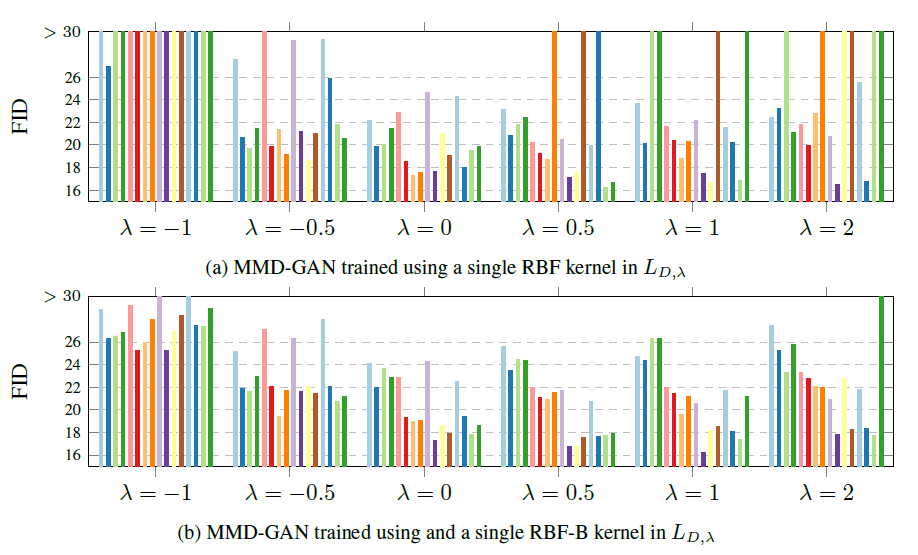 > 30
26
24
22
20
18
16
FID
λ = −1 λ = −0.5 λ = 0 λ = 0.5 λ = 1 λ = 2
(a) MMD-GAN trained using a single RBF kernel in L_{D,λ}
> 30
26
24
22
20
18
16
FID
λ = −1 λ = −0.5 λ = 0 λ = 0.5 λ = 1 λ = 2
(b) MMD-GAN trained using and a single RBF-B kernel in L_{D,λ}